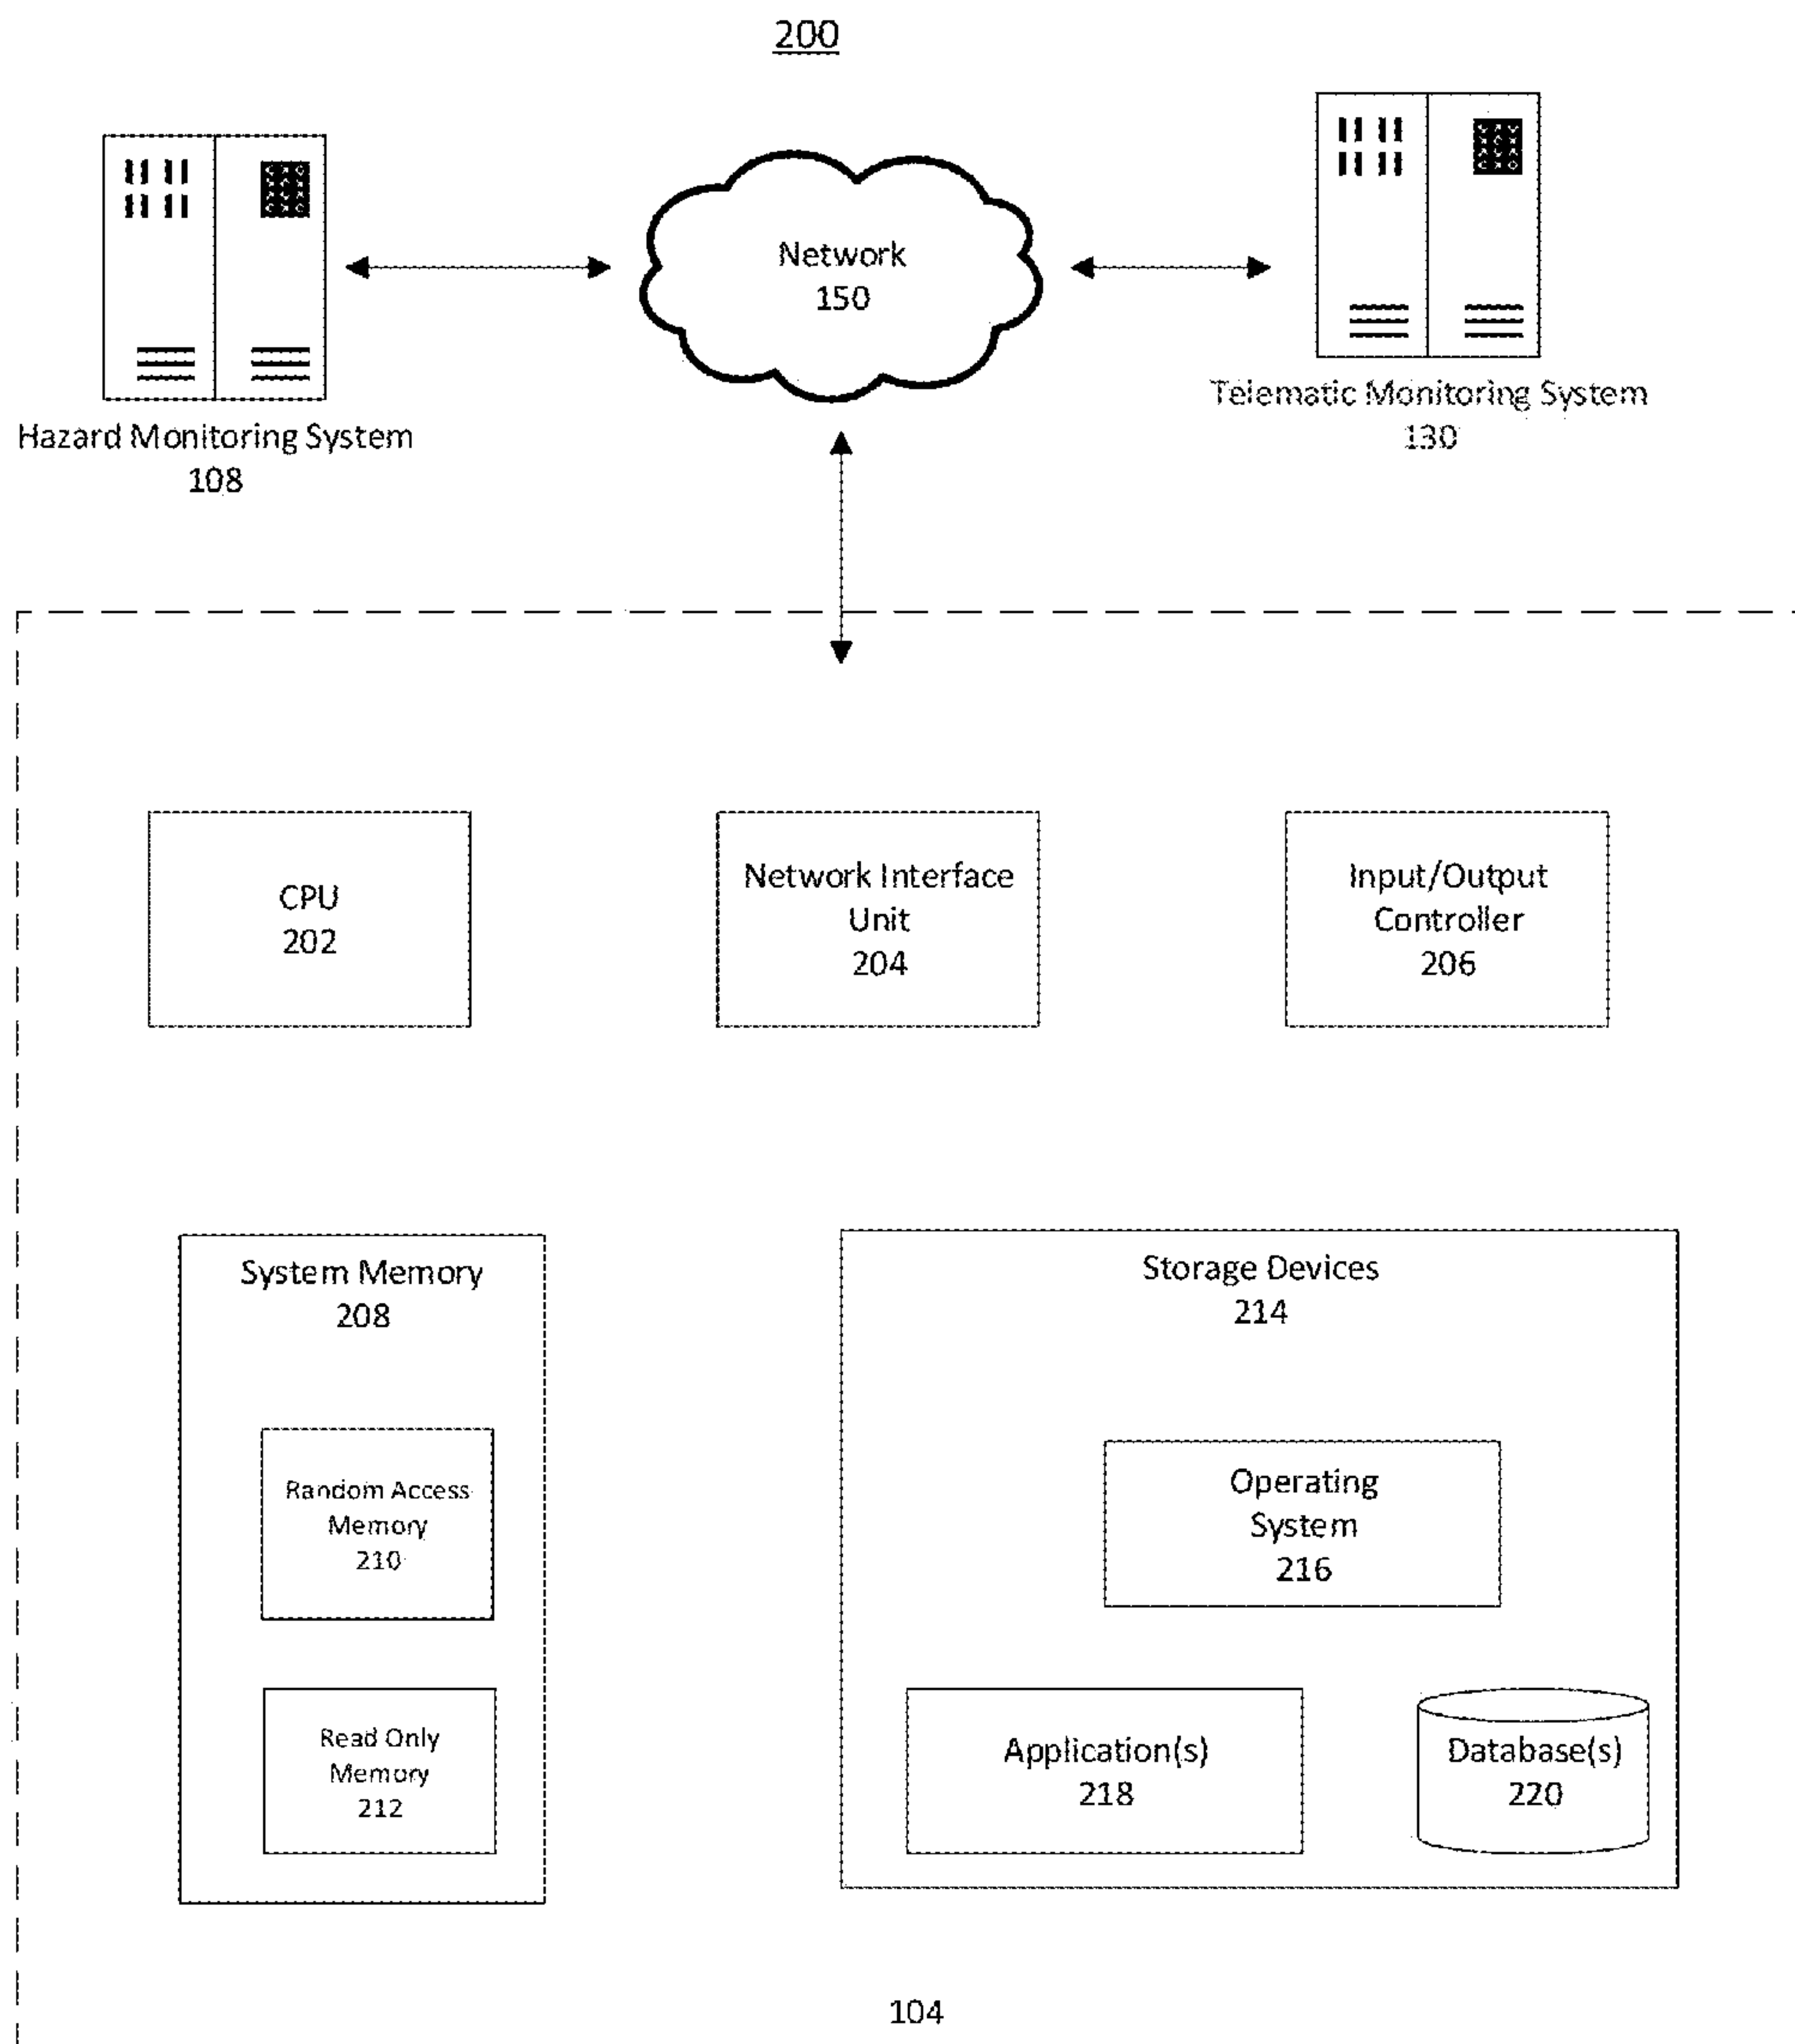 200
Network
150
Hazard Monitoring System
108
Telematic Monitoring System
130
CPU
202
Network Interface
Unit
204
Input/Output
Controller
206
System Memory
208
Random Access
Memory
210
Read Only
Memory
212
Storage Devices
214
Operating
System
216
Application(s)
218
Database(s)
220
104